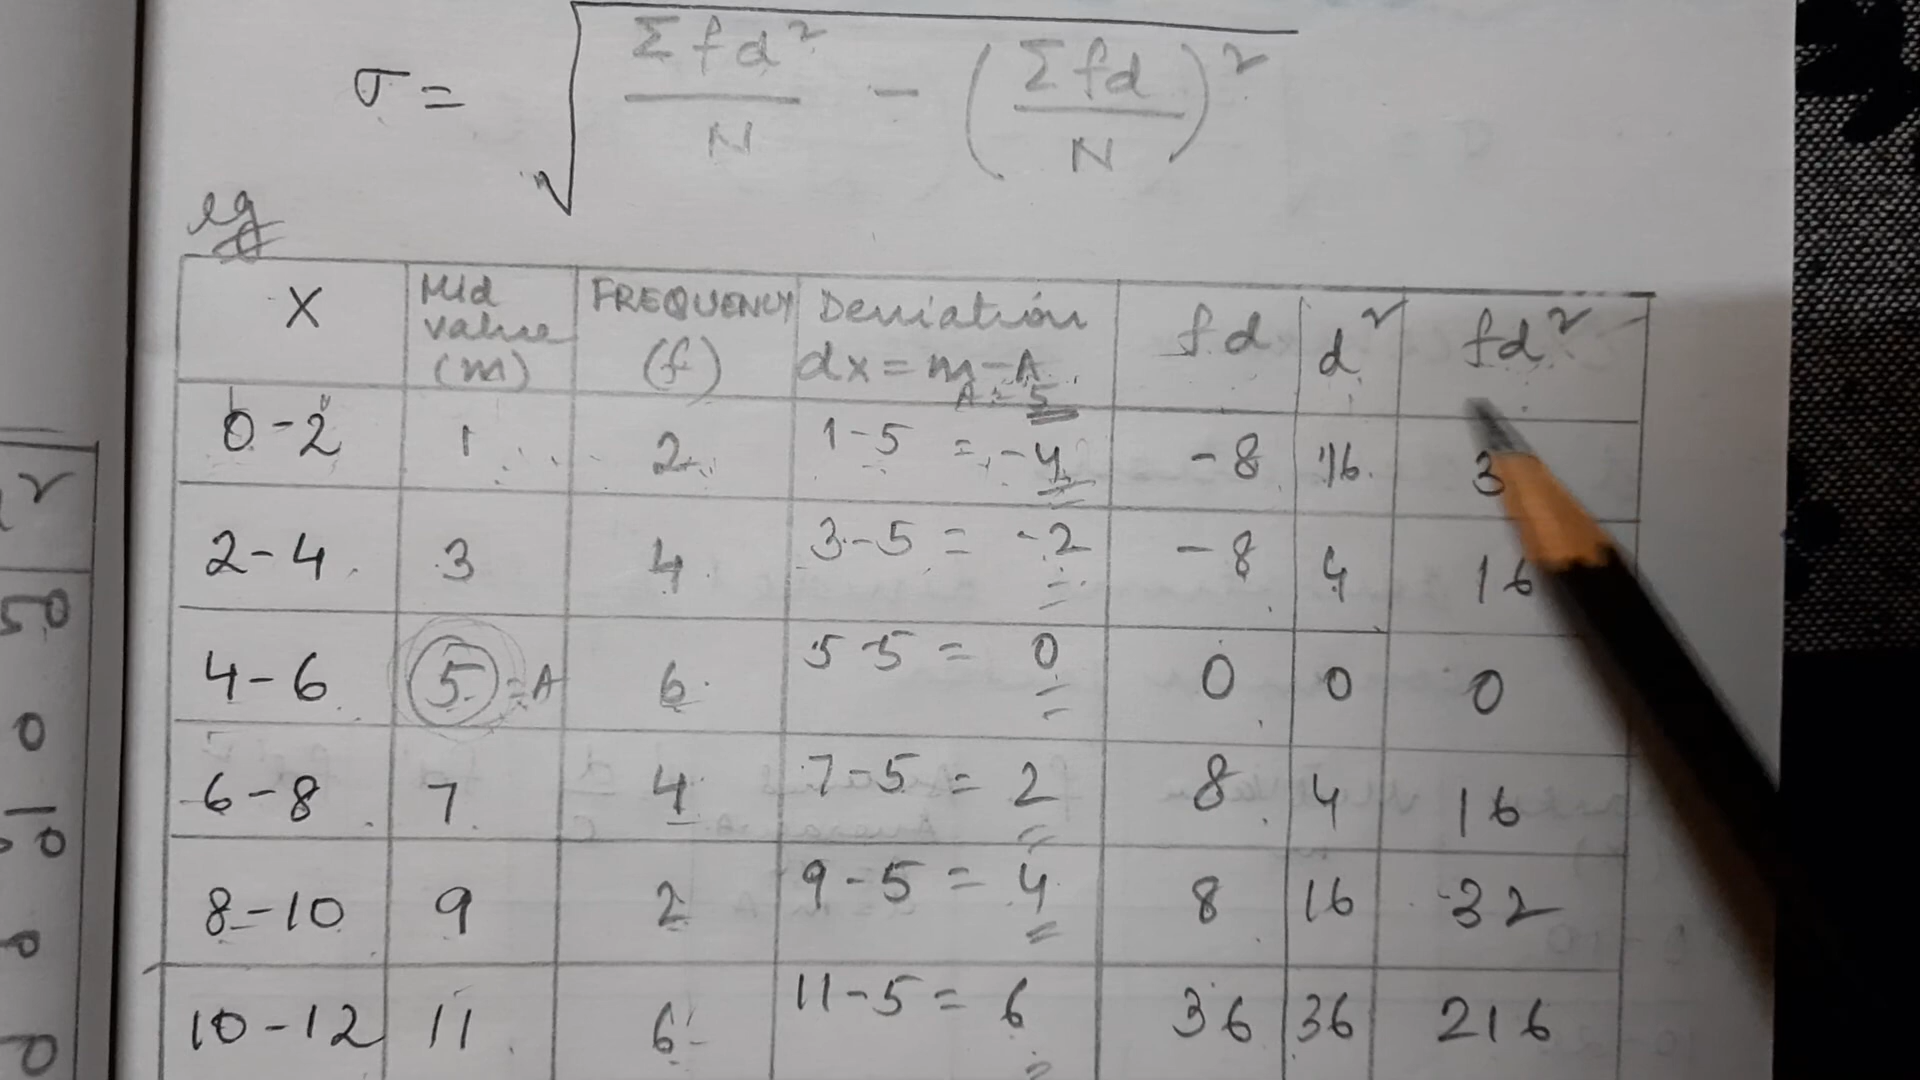 σ = √ Σfd²/N - (Σfd/N)²
eg
X | Mid value (m) | FREQUENCY (f) | Deviation dx = m-A A=5 | fd | d² | fd²
0-2 | 1 | 2 | 1-5 = -4 | -8 | 16 | 3
2-4 | 3 | 4 | 3-5 = -2 | -8 | 4 | 16
4-6 | 5 =A | 6 | 5-5 = 0 | 0 | 0 | 0
6-8 | 7 | 4 | 7-5 = 2 | 8 | 4 | 16
8-10 | 9 | 2 | 9-5 = 4 | 8 | 16 | 32
10-12 | 11 | 6 | 11-5 = 6 | 36 | 36 | 216